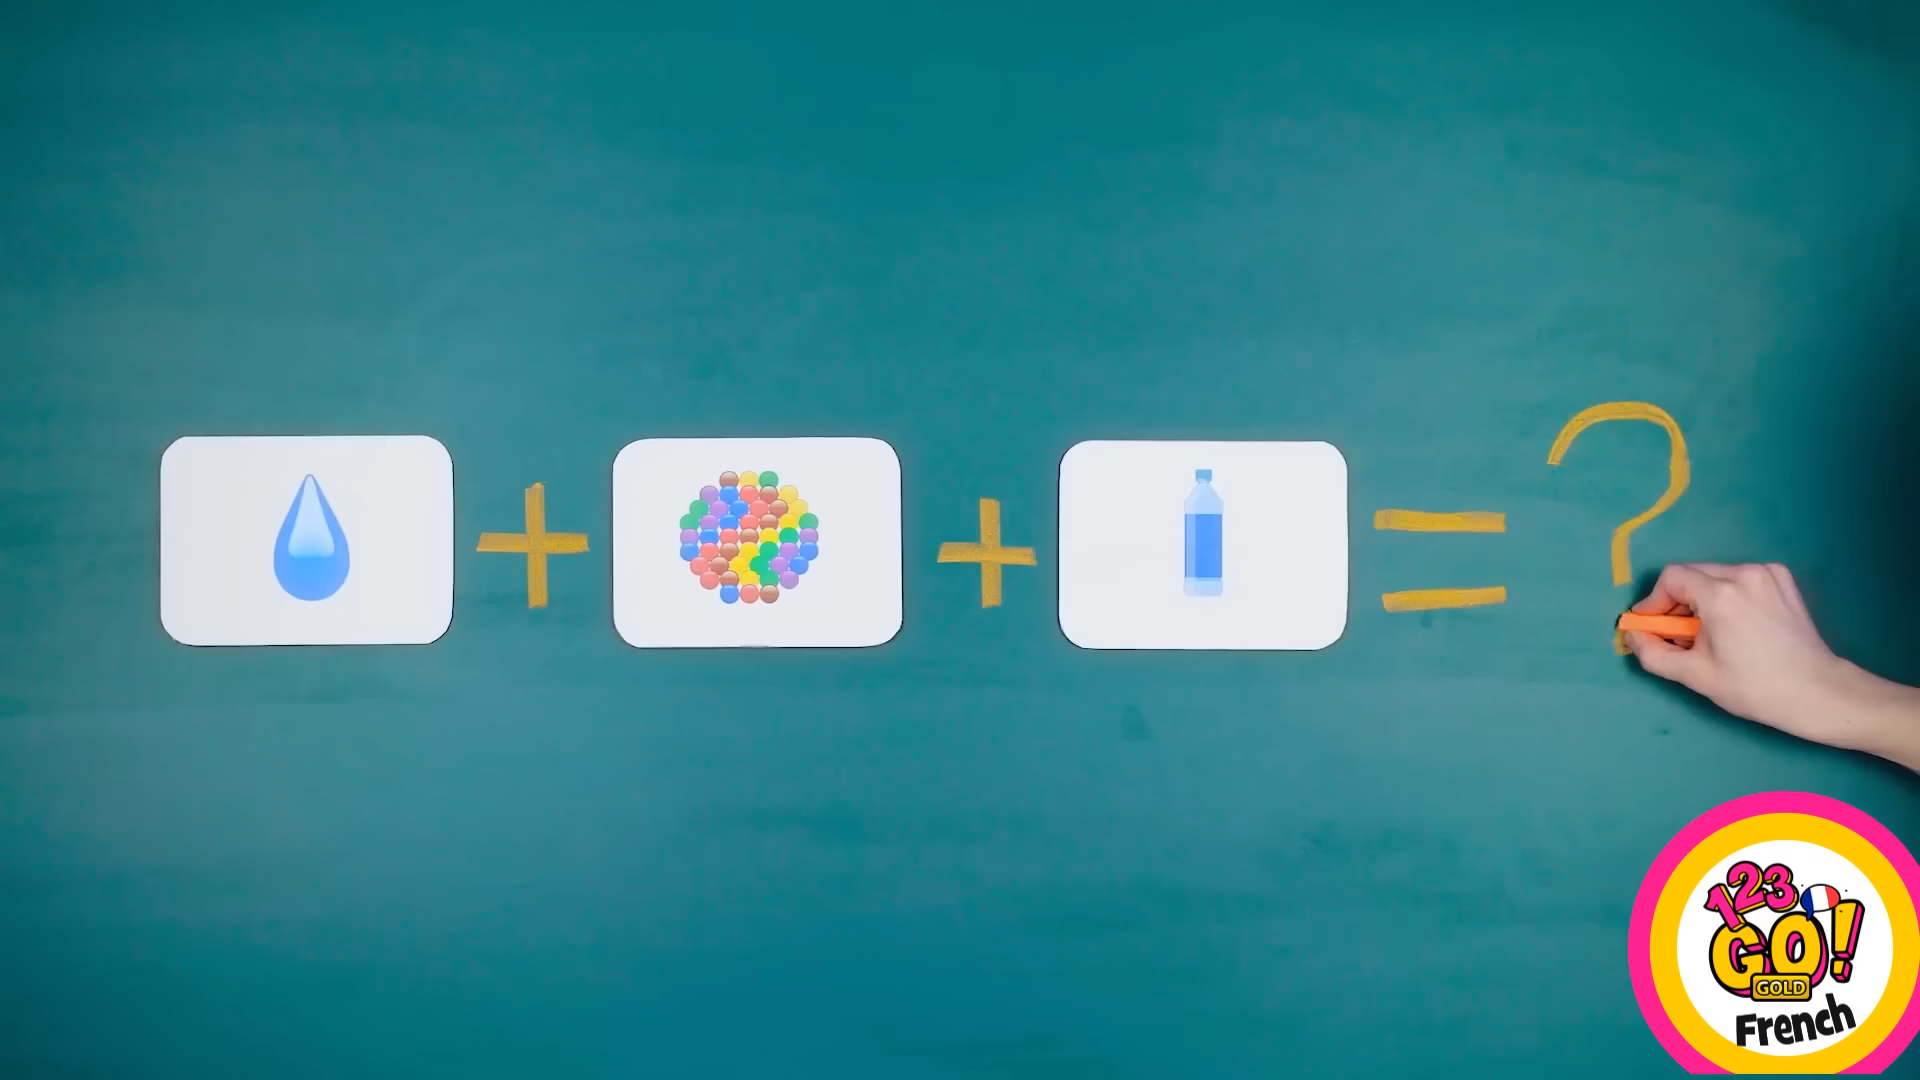 + + = ?
123
GO!
GOLD
French